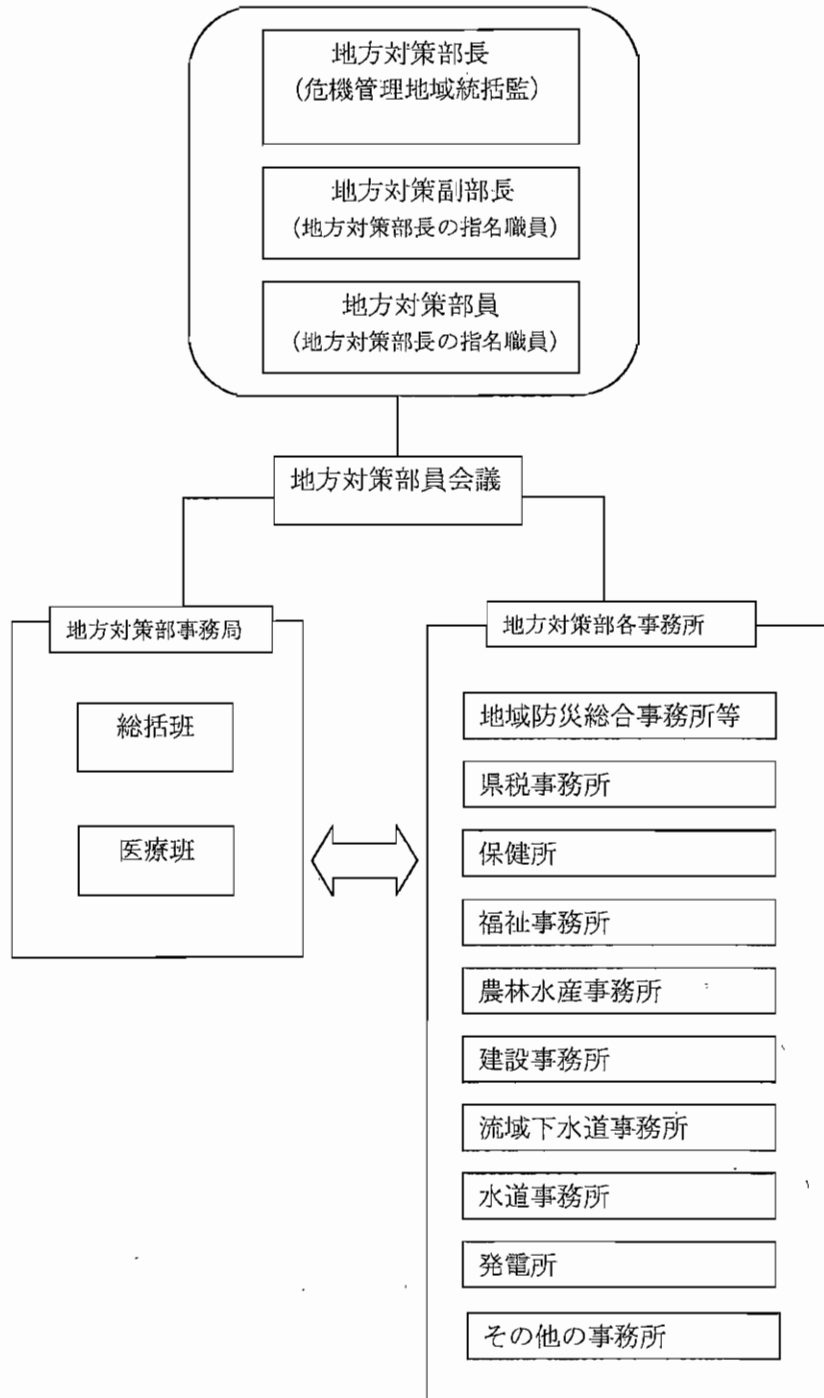 地方対策部長
(危機管理地域統括監)
地方対策副部長
(地方対策部長の指名職員)
地方対策部員
(地方対策部長の指名職員)
地方対策部員会議
地方対策部事務局
総括班
医療班
地方対策部各事務所
地域防災総合事務所等
県税事務所
保健所
福祉事務所
農林水産事務所
建設事務所
流域下水道事務所
水道事務所
発電所
その他の事務所